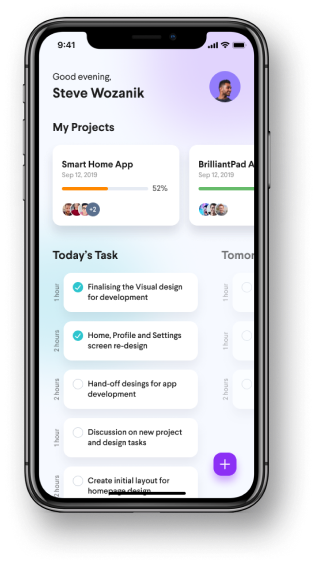 9:41
Good evening,
Steve Wozanik
My Projects
Smart Home App
Sep 12, 2019
52%
+2
BrilliantPad A
Sep 12, 2019
Today's Task
Tomor
1 hour
Finalising the Visual design
for development
1 hour
2 hours
Home, Profile and Settings
screen re-design
1 hour
2 hours
Hand-off desings for app
development
2 hours
1 hour
Discussion on new project
and design tasks
1 hour
2 hours
Create initial layout for
homepage design